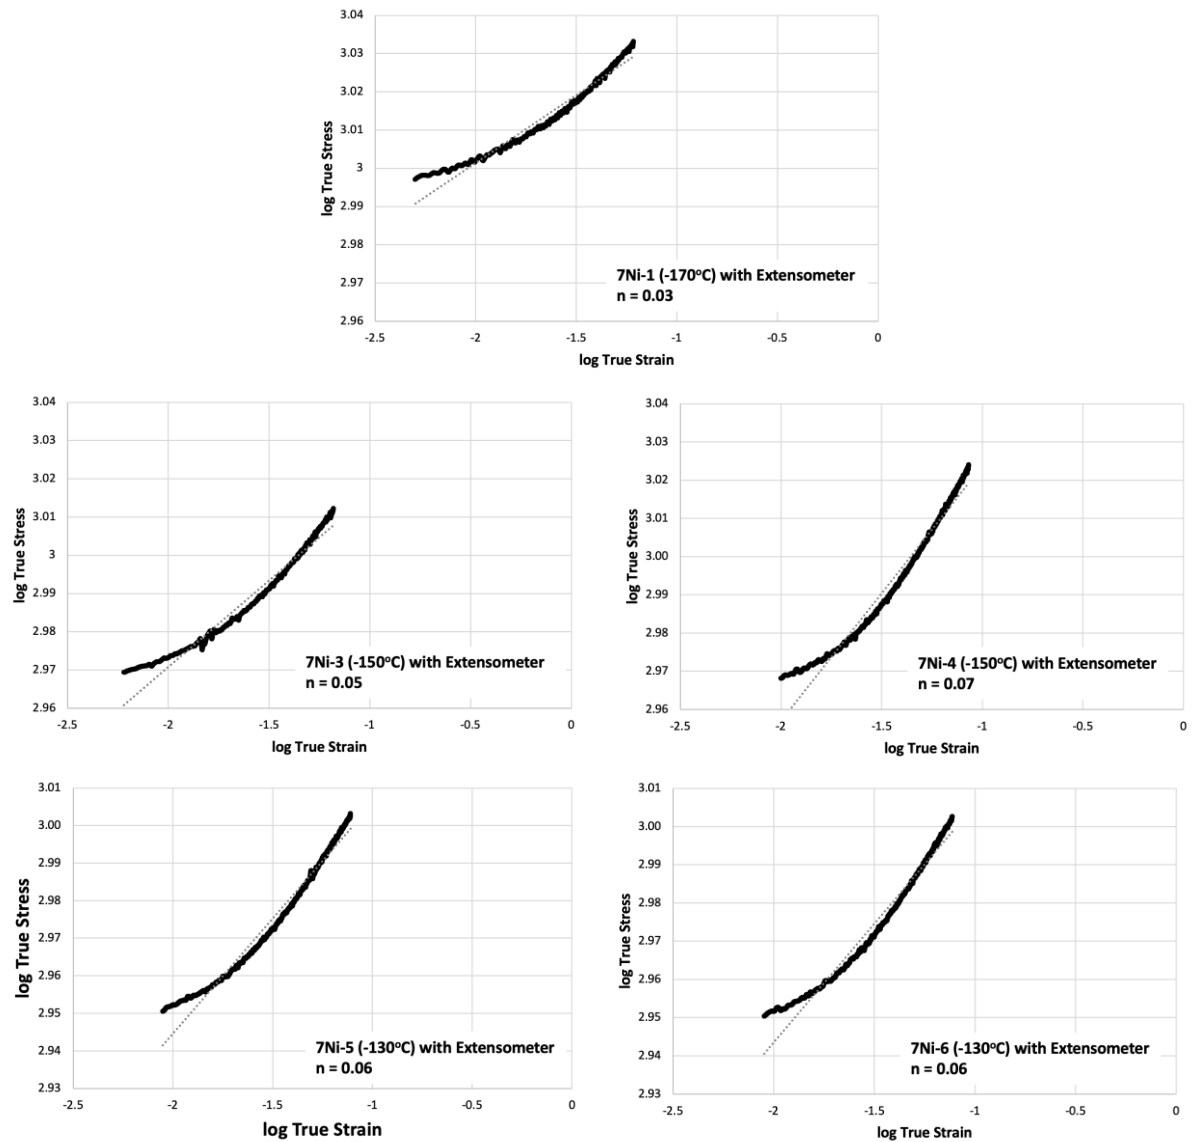 3.04
3.03
3.02
3.01
3
2.99
2.98
2.97
2.96
log True Stress
7Ni-1 (-170°C) with Extensometer
n = 0.03
-2.5 -2 -1.5 -1 -0.5 0
log True Strain
3.04
3.03
3.02
3.01
3
2.99
2.98
2.97
2.96
log True Stress
7Ni-3 (-150°C) with Extensometer
n = 0.05
-2.5 -2 -1.5 -1 -0.5 0
log True Strain
3.04
3.03
3.02
3.01
3.00
2.99
2.98
2.97
2.96
log True Stress
7Ni-4 (-150°C) with Extensometer
n = 0.07
-2.5 -2 -1.5 -1 -0.5 0
log True Strain
3.01
3.00
2.99
2.98
2.97
2.96
2.95
2.94
2.93
log True Stress
7Ni-5 (-130°C) with Extensometer
n = 0.06
-2.5 -2 -1.5 -1 -0.5 0
log True Strain
3.01
3.00
2.99
2.98
2.97
2.96
2.95
2.94
2.93
log True Stress
7Ni-6 (-130°C) with Extensometer
n = 0.06
-2.5 -2 -1.5 -1 -0.5 0
log True Strain